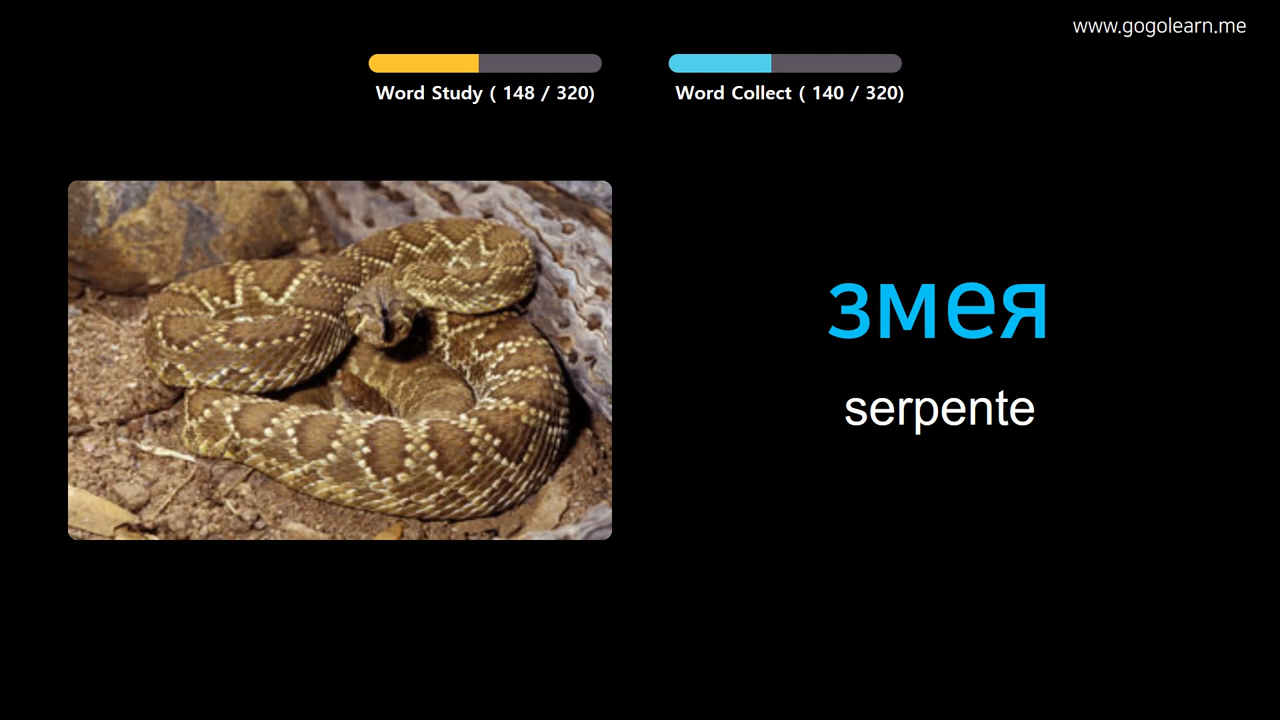 www.gogolearn.me
Word Study ( 148 / 320)
Word Collect ( 140 / 320)
змея
serpente